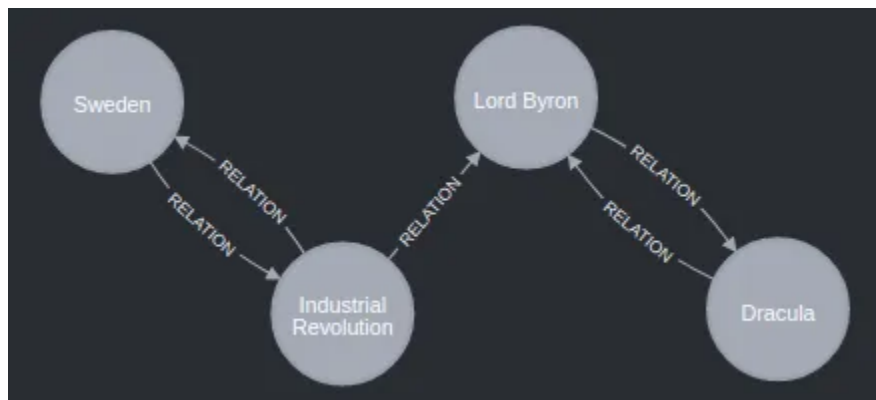 Sweden
Lord Byron
RELATION
RELATION
RELATION
RELATION
RELATION
Industrial
Revolution
Dracula